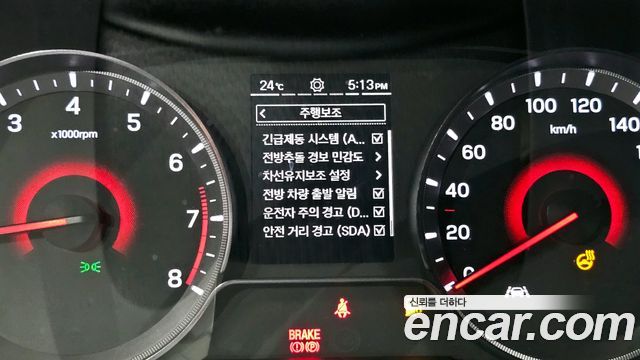 24℃ 5:13PM
< 주행보조
긴급제동 시스템 (A...
전방추돌 경보 민감도 >
차선유지보조 설정 >
전방 차량 출발 알림
운전자 주의 경고 (D...
안전 거리 경고 (SDA)
3 4 5 6 7 8
x1000rpm
0 20 40 60 80 100 120 140
km/h
BRAKE
(P)
신뢰를 더하다
encar.com